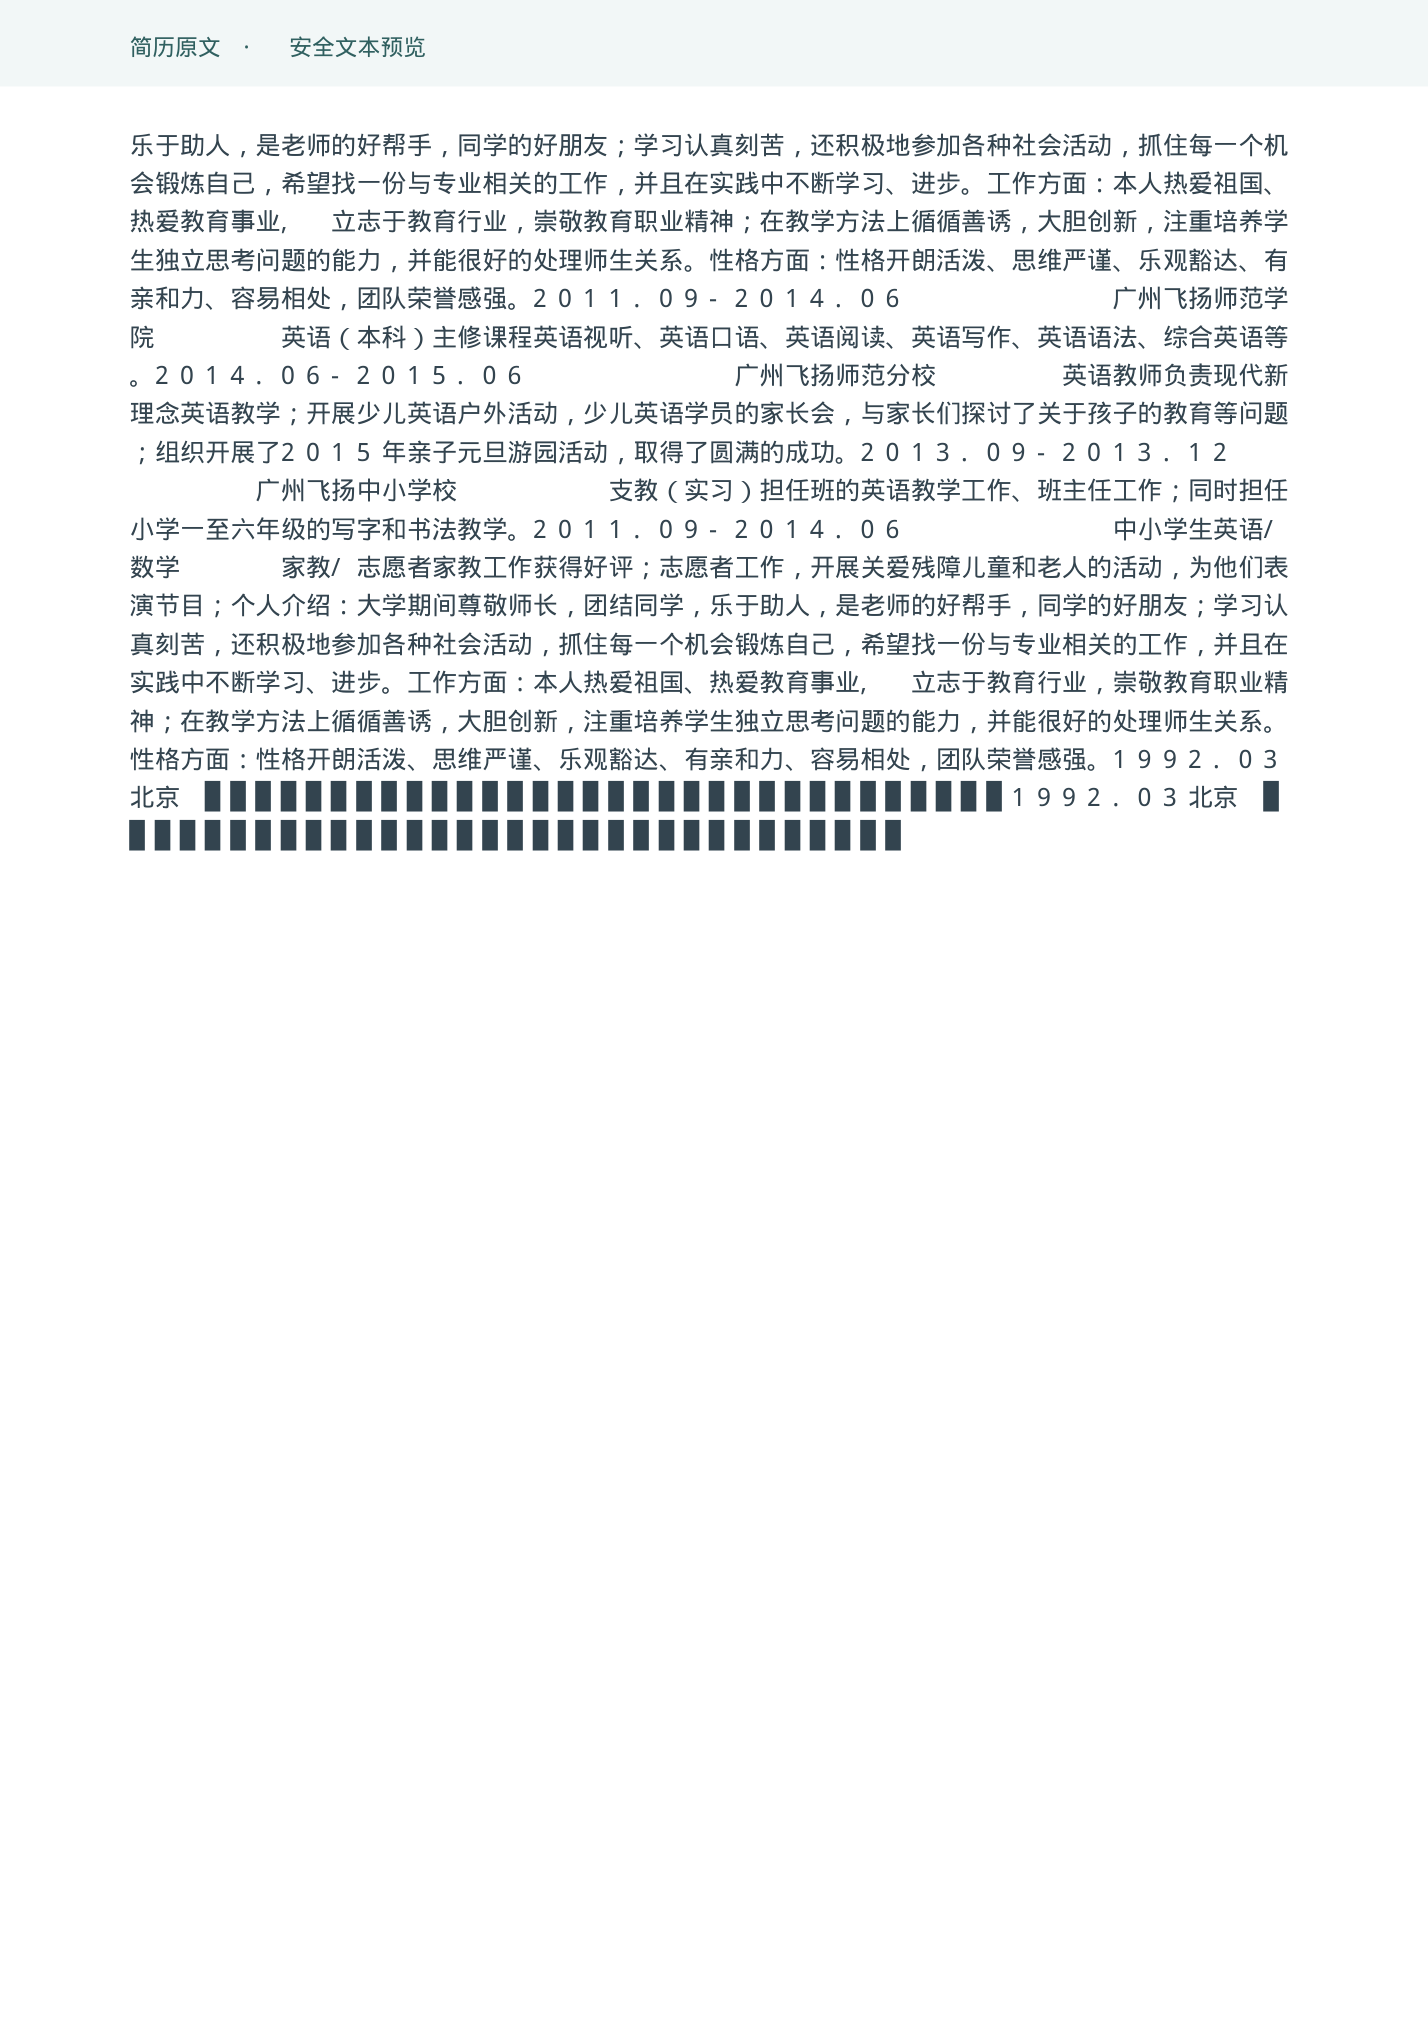 简历原文 · 安全文本预览
乐于助人，是老师的好帮手，同学的好朋友；学习认真刻苦，还积极地参加各种社会活动，抓住每一个机
会锻炼自己，希望找一份与专业相关的工作，并且在实践中不断学习、进步。工作方面：本人热爱祖国、
热爱教育事业, 立志于教育行业，崇敬教育职业精神；在教学方法上循循善诱，大胆创新，注重培养学
生独立思考问题的能力，并能很好的处理师生关系。性格方面：性格开朗活泼、思维严谨、乐观豁达、有
亲和力、容易相处，团队荣誉感强。2011.09-2014.06 广州飞扬师范学
院 英语（本科）主修课程英语视听、英语口语、英语阅读、英语写作、英语语法、综合英语等
。2014.06-2015.06 广州飞扬师范分校 英语教师负责现代新
理念英语教学；开展少儿英语户外活动，少儿英语学员的家长会，与家长们探讨了关于孩子的教育等问题
；组织开展了2015年亲子元旦游园活动，取得了圆满的成功。2013.09-2013.12
广州飞扬中小学校 支教（实习）担任班的英语教学工作、班主任工作；同时担任
小学一至六年级的写字和书法教学。2011.09-2014.06 中小学生英语/
数学 家教/ 志愿者家教工作获得好评；志愿者工作，开展关爱残障儿童和老人的活动，为他们表
演节目；个人介绍：大学期间尊敬师长，团结同学，乐于助人，是老师的好帮手，同学的好朋友；学习认
真刻苦，还积极地参加各种社会活动，抓住每一个机会锻炼自己，希望找一份与专业相关的工作，并且在
实践中不断学习、进步。工作方面：本人热爱祖国、热爱教育事业, 立志于教育行业，崇敬教育职业精
神；在教学方法上循循善诱，大胆创新，注重培养学生独立思考问题的能力，并能很好的处理师生关系。
性格方面：性格开朗活泼、思维严谨、乐观豁达、有亲和力、容易相处，团队荣誉感强。1992.03
北京 ████████████████████████████████1992.03北京 █
███████████████████████████████